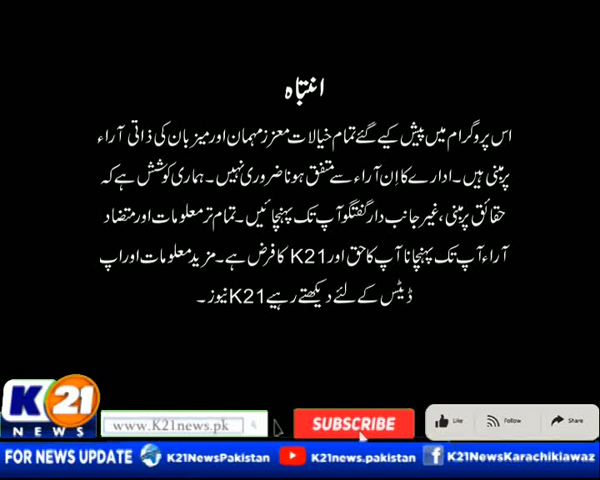 انتباہ
اس پروگرام میں پیش کیے گئے تمام خیالات معزز مہمان اور میزبان کی ذاتی آراء
پر مبنی ہیں۔ ادارے کا اِن آراء سے متفق ہونا ضروری نہیں۔ ہماری کوشش ہے کہ
حقائق پر مبنی، غیر جانب دار گفتگو آپ تک پہنچائیں۔ تمام تر معلومات اور متضاد
آراء آپ تک پہنچانا آپ کا حق اور K21 کا فرض ہے۔ مزید معلومات اور اپ
ڈیٹس کے لئے دیکھتے رہیے K21 نیوز۔
K21
NEWS
www.K21news.pk
SUBSCRIBE
Like
Follow
Share
FOR NEWS UPDATE
K21NewsPakistan
K21news.pakistan
K21NewsKarachikiawaz